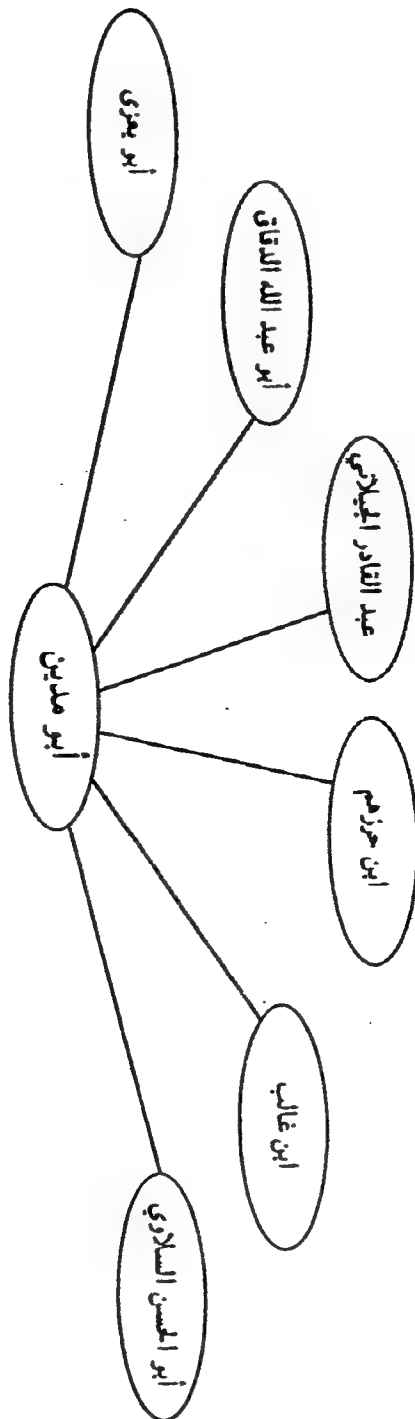 أبو يعزى
أبو عبد الله الدقاق
عبد القادر الجيلاني
ابن حرزهم
ابن غالب
أبو الحسن السلاوي
أبو مدين